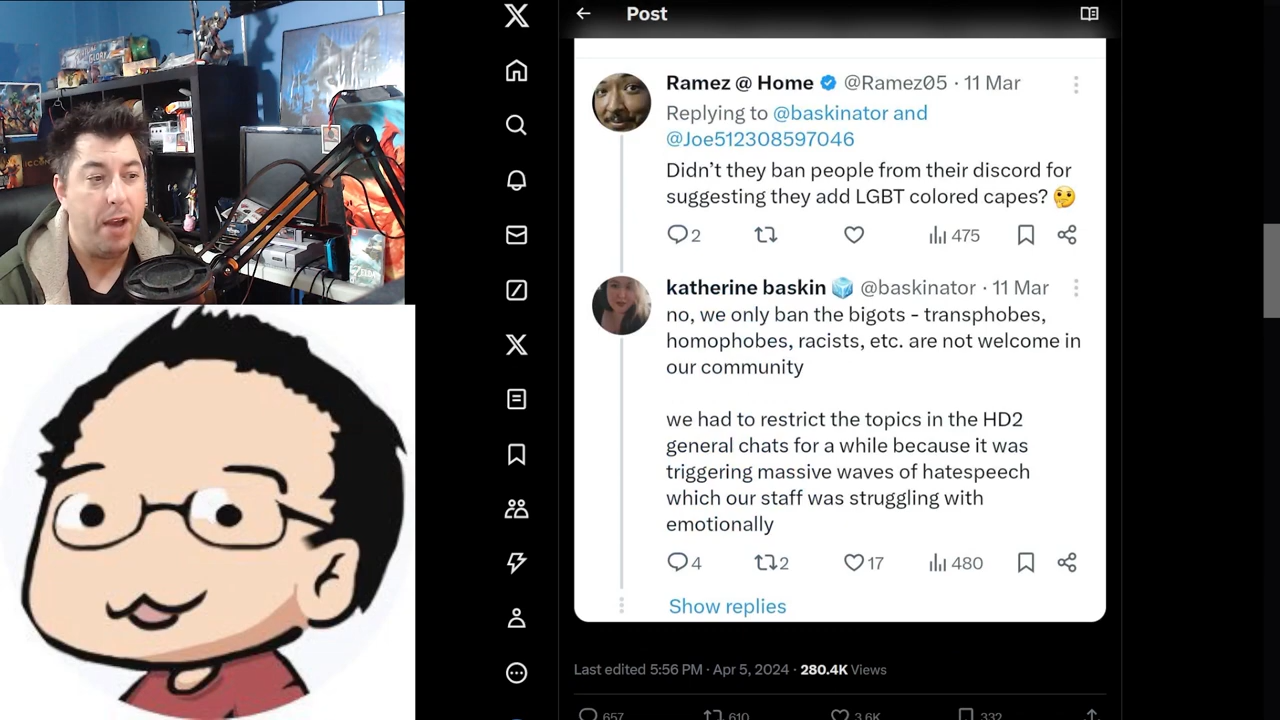 GLORY
Post
Ramez @ Home @Ramez05 · 11 Mar
Replying to @baskinator and
@Joe512308597046
Didn’t they ban people from their discord for
suggesting they add LGBT colored capes? 🤔
2 475
katherine baskin 🧊 @baskinator · 11 Mar
no, we only ban the bigots - transphobes,
homophobes, racists, etc. are not welcome in
our community
we had to restrict the topics in the HD2
general chats for a while because it was
triggering massive waves of hatespeech
which our staff was struggling with
emotionally
4 2 17 480
Show replies
Last edited 5:56 PM · Apr 5, 2024 · 280.4K Views
657 610 3.6K 332